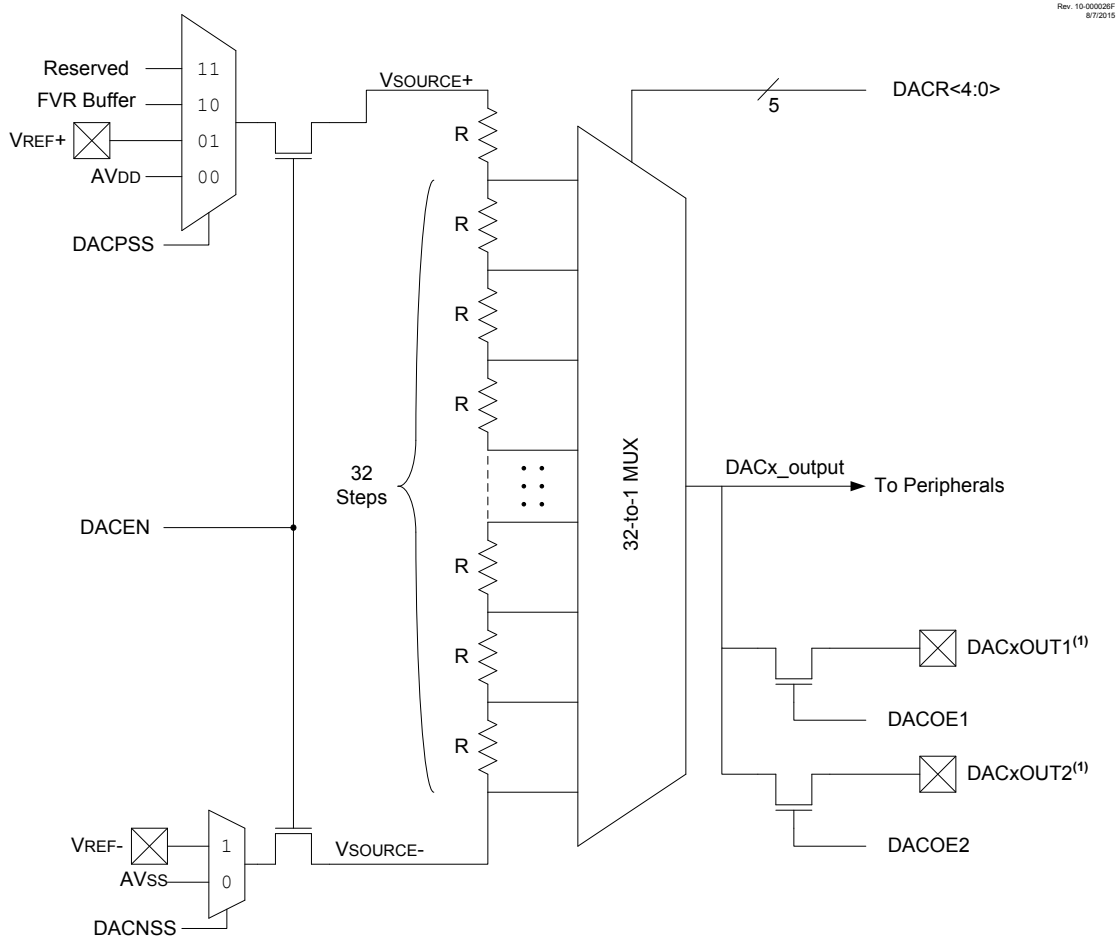 Rev. 10-000026F
8/7/2015
Reserved
11
FVR Buffer
10
VREF+
01
AVDD
00
DACPSS
VSOURCE+
R
R
R
R
5
DACR<4:0>
32
Steps
32-to-1 MUX
DACx_output
To Peripherals
DACEN
R
R
R
DACxOUT1(1)
DACOE1
DACxOUT2(1)
DACOE2
VREF-
1
AVSS
0
VSOURCE-
DACNSS